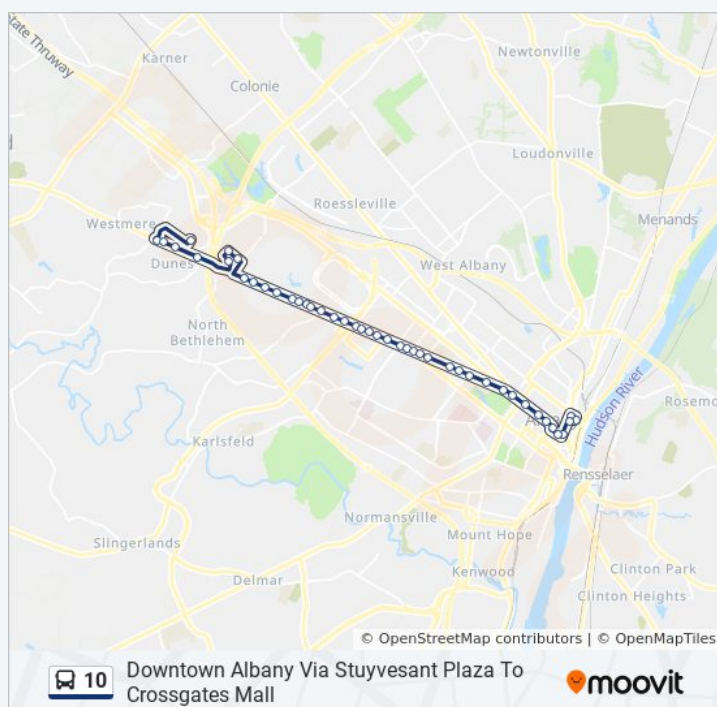 State Thruway
Karner
Newtonville
Colonie
Loudonville
Roessleville
Menands
Westmere
West Albany
Dunes
North
Bethlehem
Hudson River
Karlsfeld
Rensselaer
Normansville
Mount Hope
Slingerlands
Kenwood
Clinton Park
Delmar
Clinton Heights
© OpenStreetMap contributors | © OpenMapTiles
10
Downtown Albany Via Stuyvesant Plaza To
Crossgates Mall
moovit